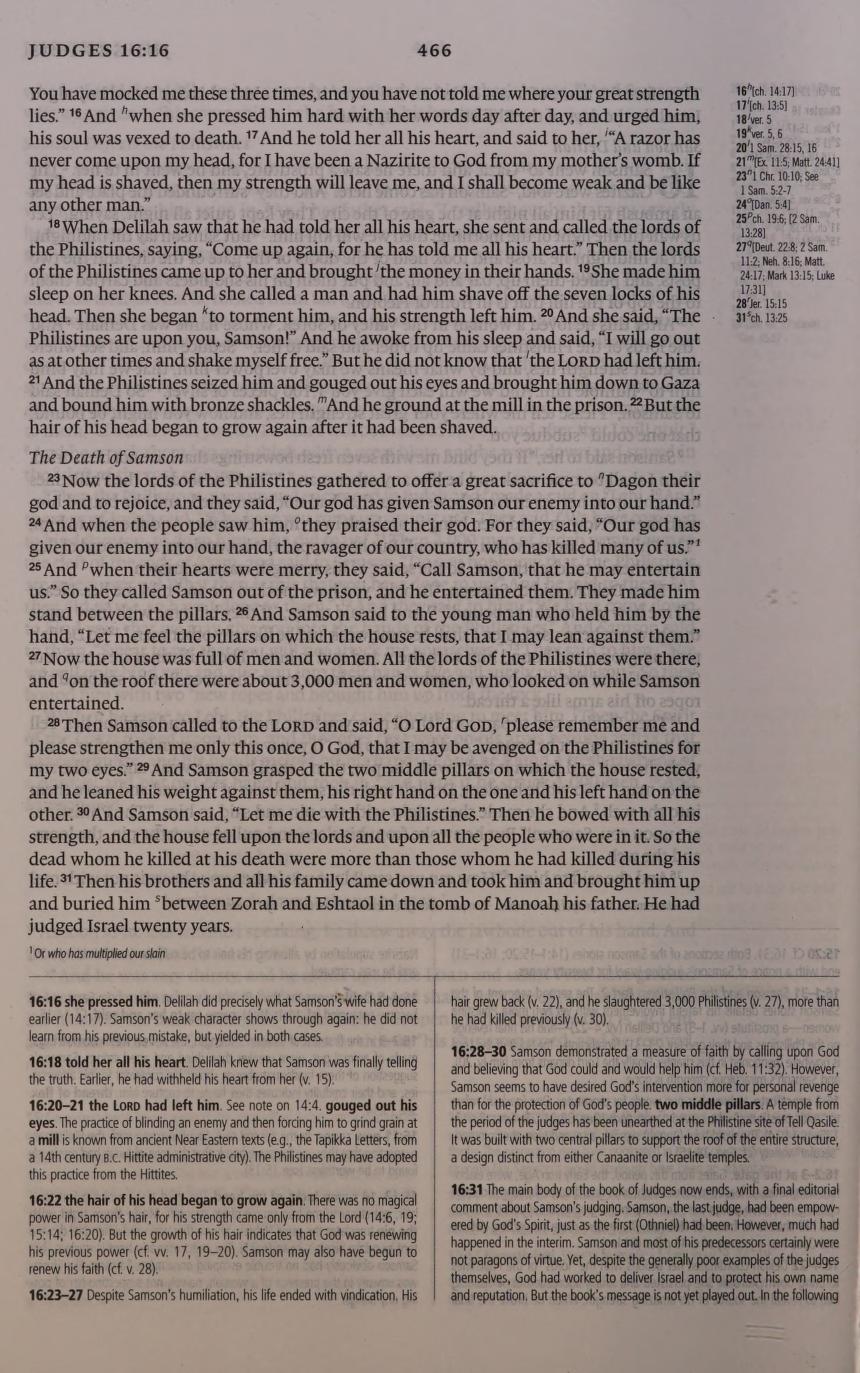 JUDGES 16:16
466
You have mocked me these three times, and you have not told me where your great strength
lies.” 16 And hwhen she pressed him hard with her words day after day, and urged him,
his soul was vexed to death. 17 And he told her all his heart, and said to her, i“A razor has
never come upon my head, for I have been a Nazirite to God from my mother’s womb. If
my head is shaved, then my strength will leave me, and I shall become weak and be like
any other man.”
18 When Delilah saw that he had told her all his heart, she sent and called the lords of
the Philistines, saying, “Come up again, for he has told me all his heart.” Then the lords
of the Philistines came up to her and brought jthe money in their hands. 19 She made him
sleep on her knees. And she called a man and had him shave off the seven locks of his
head. Then she began kto torment him, and his strength left him. 20 And she said, “The
Philistines are upon you, Samson!” And he awoke from his sleep and said, “I will go out
as at other times and shake myself free.” But he did not know that lthe LORD had left him.
21 And the Philistines seized him and gouged out his eyes and brought him down to Gaza
and bound him with bronze shackles. mAnd he ground at the mill in the prison. 22 But the
hair of his head began to grow again after it had been shaved.
The Death of Samson
23 Now the lords of the Philistines gathered to offer a great sacrifice to nDagon their
god and to rejoice, and they said, “Our god has given Samson our enemy into our hand.”
24 And when the people saw him, othey praised their god. For they said, “Our god has
given our enemy into our hand, the ravager of our country, who has killed many of us.”1
25 And pwhen their hearts were merry, they said, “Call Samson, that he may entertain
us.” So they called Samson out of the prison, and he entertained them. They made him
stand between the pillars. 26 And Samson said to the young man who held him by the
hand, “Let me feel the pillars on which the house rests, that I may lean against them.”
27 Now the house was full of men and women. All the lords of the Philistines were there,
and qon the roof there were about 3,000 men and women, who looked on while Samson
entertained.
28 Then Samson called to the LORD and said, “O Lord GOD, rplease remember me and
please strengthen me only this once, O God, that I may be avenged on the Philistines for
my two eyes.” 29 And Samson grasped the two middle pillars on which the house rested,
and he leaned his weight against them, his right hand on the one and his left hand on the
other. 30 And Samson said, “Let me die with the Philistines.” Then he bowed with all his
strength, and the house fell upon the lords and upon all the people who were in it. So the
dead whom he killed at his death were more than those whom he had killed during his
life. 31 Then his brothers and all his family came down and took him and brought him up
and buried him sbetween Zorah and Eshtaol in the tomb of Manoah his father. He had
judged Israel twenty years.
1 Or who has multiplied our slain
16h[ch. 14:17]
17i[ch. 13:5]
18jver. 5
19kver. 5, 6
20l1 Sam. 28:15, 16
21m[Ex. 11:5; Matt. 24:41]
23n1 Chr. 10:10; See
1 Sam. 5:2-7
24o[Dan. 5:4]
25pch. 19:6; [2 Sam.
13:28]
27q[Deut. 22:8; 2 Sam.
11:2; Neh. 8:16; Matt.
24:17; Mark 13:15; Luke
17:31]
28rJer. 15:15
31sch. 13:25
16:16 she pressed him. Delilah did precisely what Samson’s wife had done
earlier (14:17). Samson’s weak character shows through again: he did not
learn from his previous mistake, but yielded in both cases.
16:18 told her all his heart. Delilah knew that Samson was finally telling
the truth. Earlier, he had withheld his heart from her (v. 15).
16:20–21 the LORD had left him. See note on 14:4. gouged out his
eyes. The practice of blinding an enemy and then forcing him to grind grain at
a mill is known from ancient Near Eastern texts (e.g., the Tapikka Letters, from
a 14th century B.C. Hittite administrative city). The Philistines may have adopted
this practice from the Hittites.
16:22 the hair of his head began to grow again. There was no magical
power in Samson’s hair, for his strength came only from the Lord (14:6, 19;
15:14; 16:20). But the growth of his hair indicates that God was renewing
his previous power (cf. vv. 17, 19–20). Samson may also have begun to
renew his faith (cf. v. 28).
16:23–27 Despite Samson’s humiliation, his life ended with vindication. His
hair grew back (v. 22), and he slaughtered 3,000 Philistines (v. 27), more than
he had killed previously (v. 30).
16:28–30 Samson demonstrated a measure of faith by calling upon God
and believing that God could and would help him (cf. Heb. 11:32). However,
Samson seems to have desired God’s intervention more for personal revenge
than for the protection of God’s people. two middle pillars. A temple from
the period of the judges has been unearthed at the Philistine site of Tell Qasile.
It was built with two central pillars to support the roof of the entire structure,
a design distinct from either Canaanite or Israelite temples.
16:31 The main body of the book of Judges now ends, with a final editorial
comment about Samson’s judging. Samson, the last judge, had been empow-
ered by God’s Spirit, just as the first (Othniel) had been. However, much had
happened in the interim. Samson and most of his predecessors certainly were
not paragons of virtue. Yet, despite the generally poor examples of the judges
themselves, God had worked to deliver Israel and to protect his own name
and reputation. But the book’s message is not yet played out. In the following